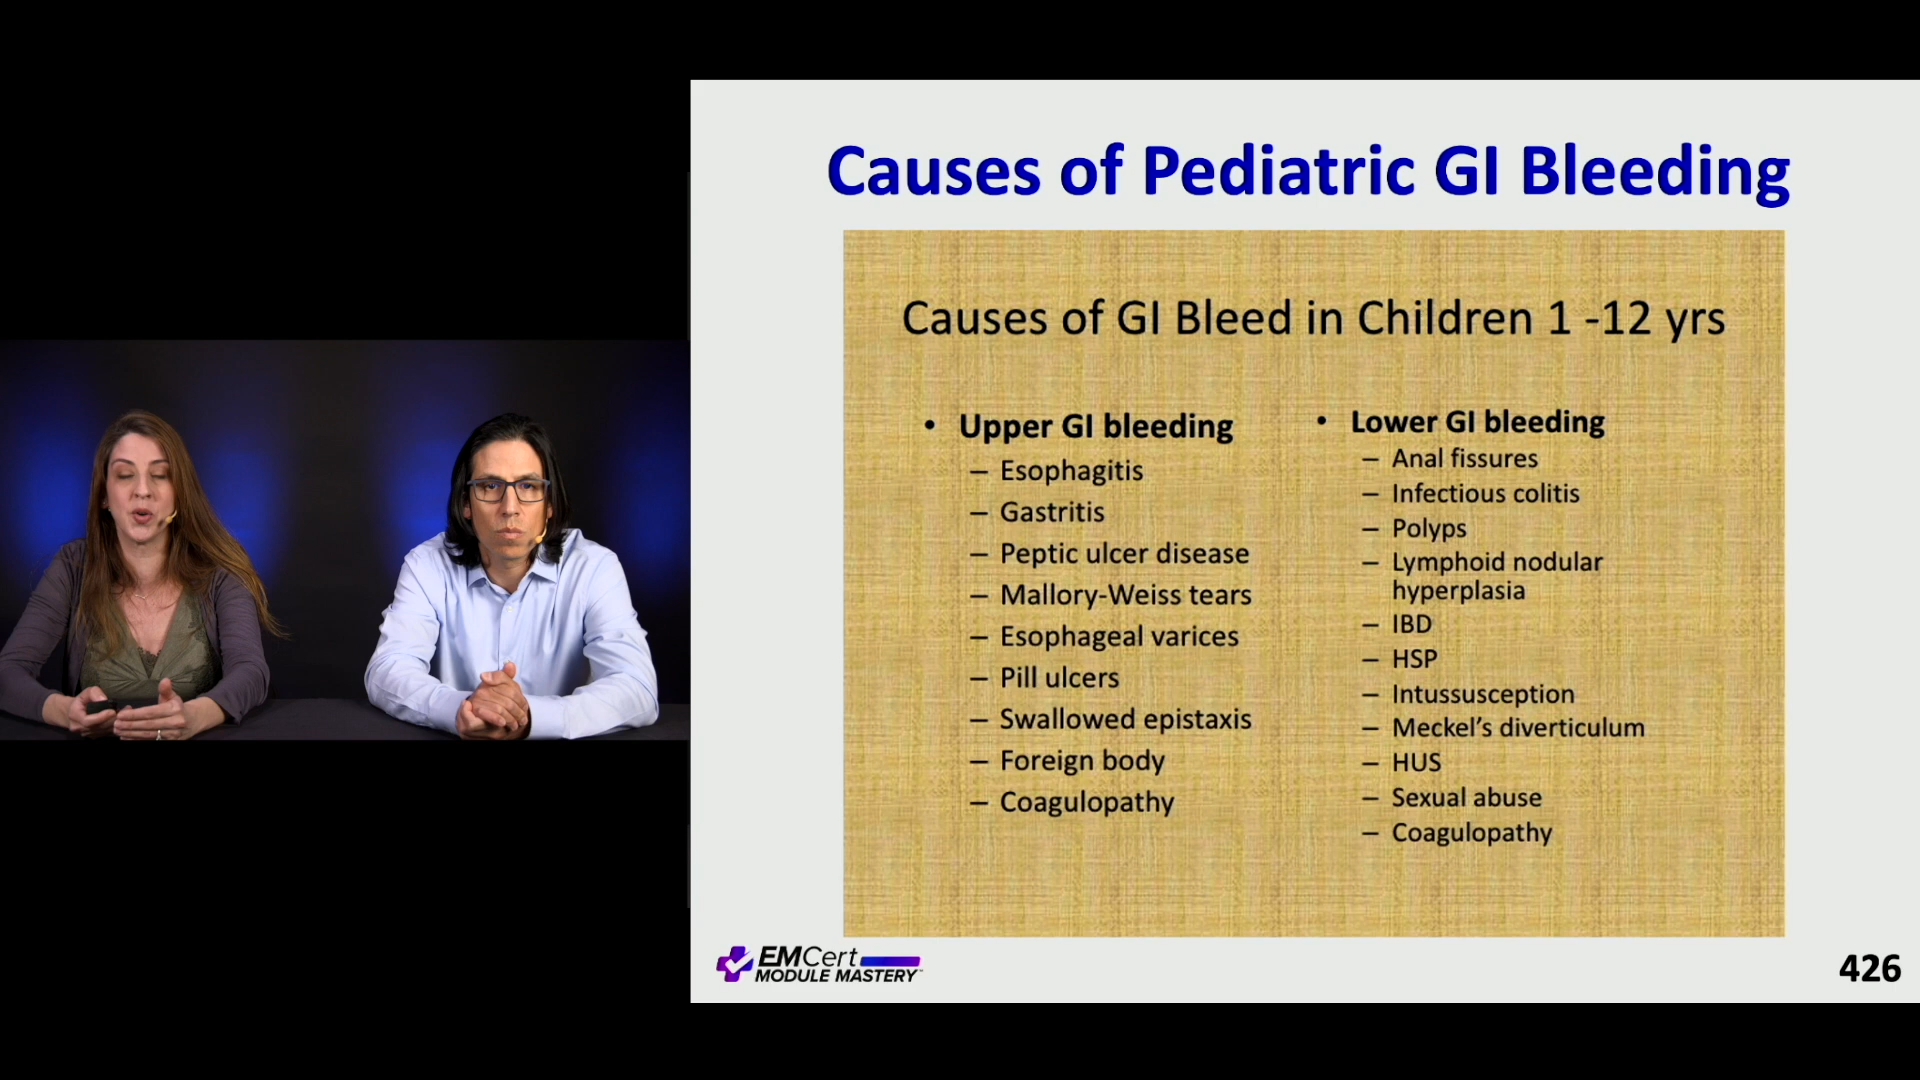 Causes of Pediatric GI Bleeding
Causes of GI Bleed in Children 1 -12 yrs
• Upper GI bleeding
– Esophagitis
– Gastritis
– Peptic ulcer disease
– Mallory-Weiss tears
– Esophageal varices
– Pill ulcers
– Swallowed epistaxis
– Foreign body
– Coagulopathy
• Lower GI bleeding
– Anal fissures
– Infectious colitis
– Polyps
– Lymphoid nodular
hyperplasia
– IBD
– HSP
– Intussusception
– Meckel’s diverticulum
– HUS
– Sexual abuse
– Coagulopathy
EMCert
MODULE MASTERY
426